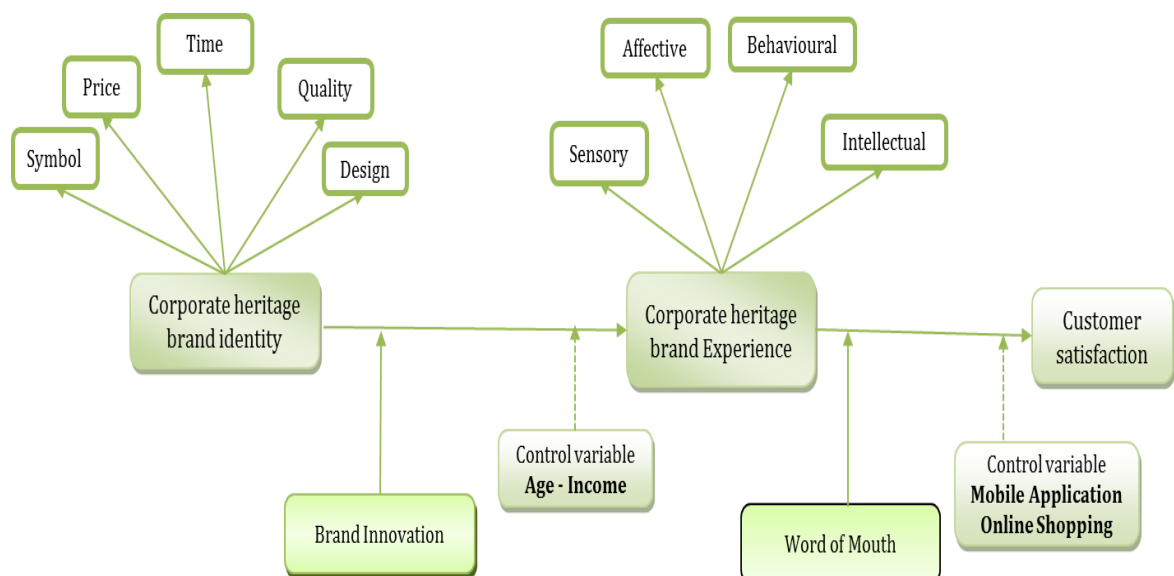 Time
Price
Quality
Symbol
Design
Affective
Behavioural
Sensory
Intellectual
Corporate heritage
brand identity
Corporate heritage
brand Experience
Customer
satisfaction
Control variable
Age - Income
Brand Innovation
Word of Mouth
Control variable
Mobile Application
Online Shopping